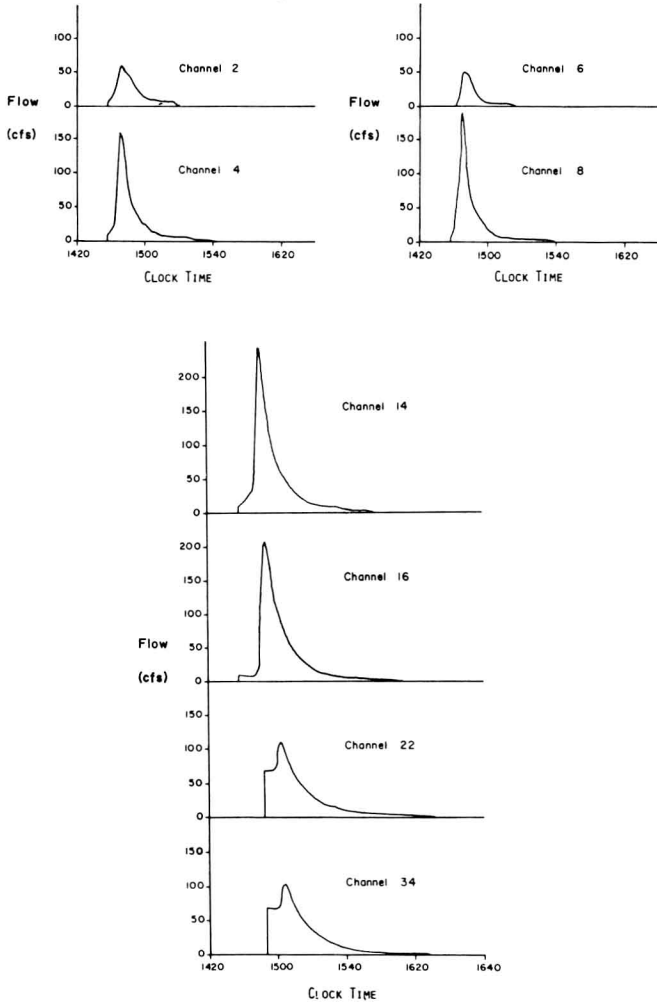 100
50
0
Channel 2
Flow
(cfs)
150
100
50
0
Channel 4
1420 1500 1540 1620
CLOCK TIME
100
50
0
Channel 6
Flow
(cfs)
150
100
50
0
Channel 8
1420 1500 1540 1620
CLOCK TIME
200
150
100
50
0
Channel 14
200
150
100
50
0
Channel 16
Flow
(cfs)
150
100
50
0
Channel 22
150
100
50
0
Channel 34
1420 1500 1540 1620 1640
CLOCK TIME